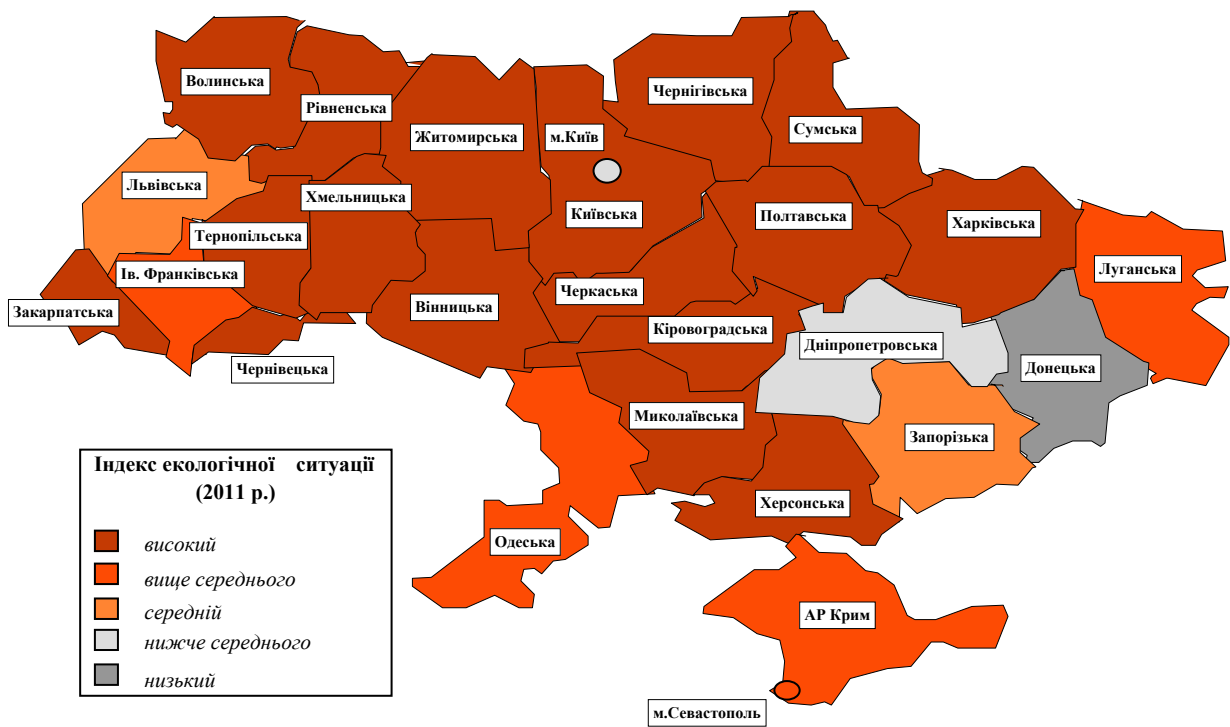 Волинська
Рівненська
Житомирська
м.Київ
Чернігівська
Сумська
Львівська
Хмельницька
Київська
Полтавська
Харківська
Тернопільська
Ів. Франківська
Луганська
Закарпатська
Вінницька
Черкаська
Кіровоградська
Дніпропетровська
Донецька
Чернівецька
Миколаївська
Запорізька
Херсонська
Одеська
АР Крим
м.Севастополь
Індекс екологічної ситуації
(2011 р.)
високий
вище середнього
середній
нижче середнього
низький